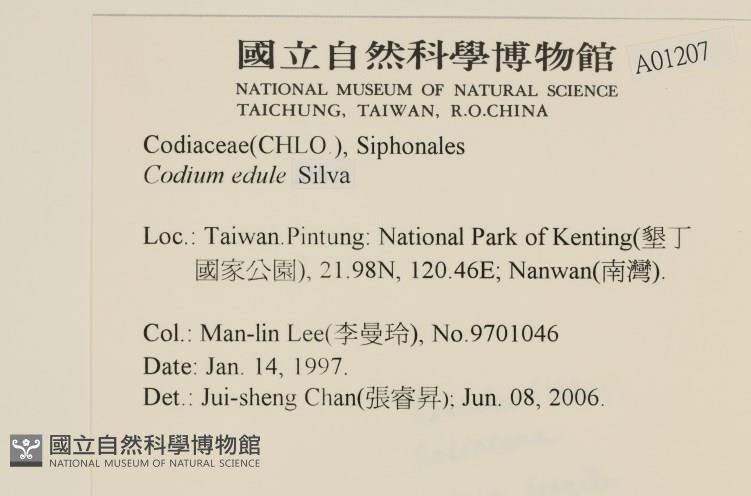 國立自然科學博物館
A01207
NATIONAL MUSEUM OF NATURAL SCIENCE
TAICHUNG, TAIWAN, R.O.CHINA
Codiaceae(CHLO.), Siphonales
Codium edule Silva
Loc.: Taiwan.Pintung: National Park of Kenting(墾丁
國家公園), 21.98N, 120.46E; Nanwan(南灣).
Col.: Man-lin Lee(李曼玲), No.9701046
Date: Jan. 14, 1997.
Det.: Jui-sheng Chan(張睿昇); Jun. 08, 2006.
國立自然科學博物館
NATIONAL MUSEUM OF NATURAL SCIENCE